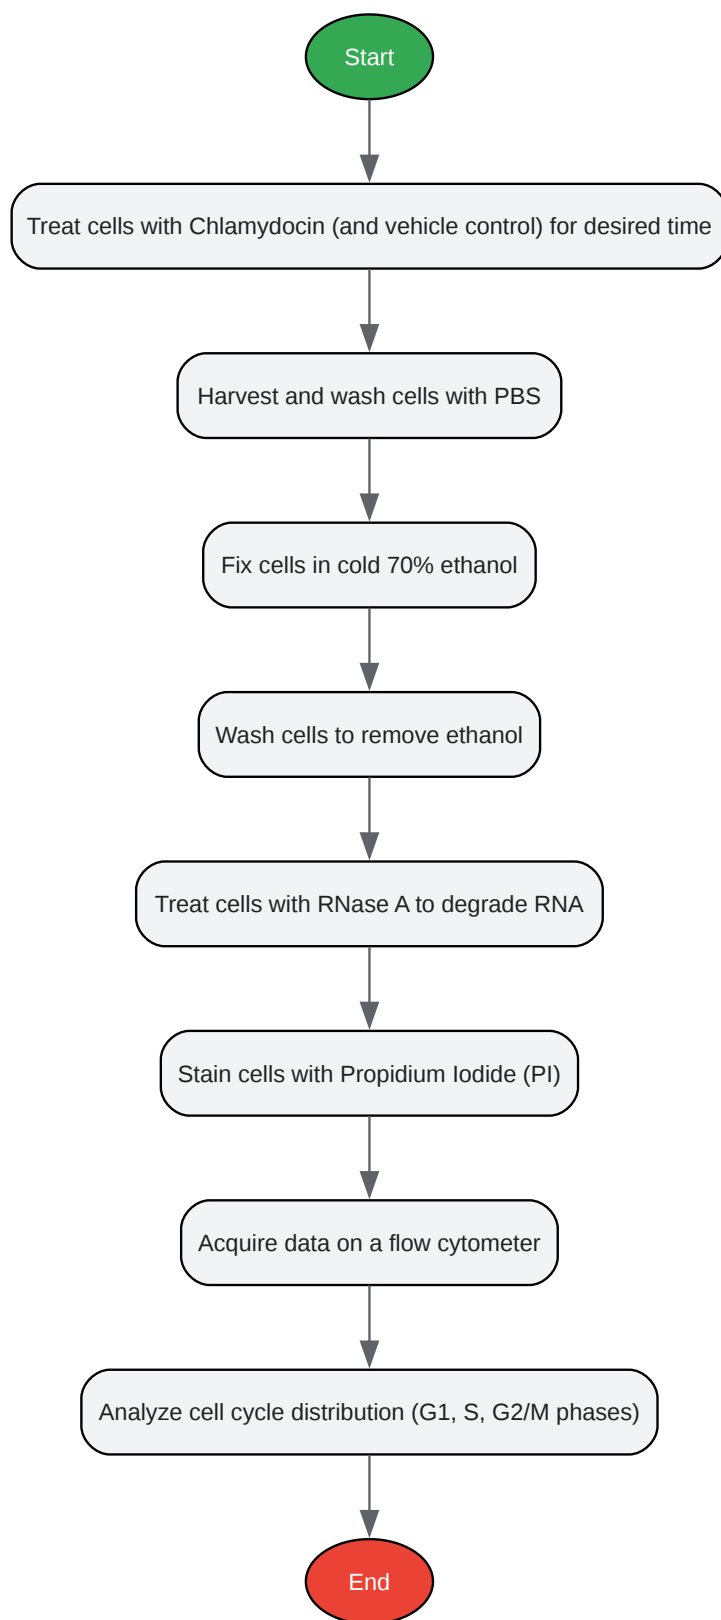 Start
Treat cells with Chlamydocin (and vehicle control) for desired time
Harvest and wash cells with PBS
Fix cells in cold 70% ethanol
Wash cells to remove ethanol
Treat cells with RNase A to degrade RNA
Stain cells with Propidium Iodide (PI)
Acquire data on a flow cytometer
Analyze cell cycle distribution (G1, S, G2/M phases)
End